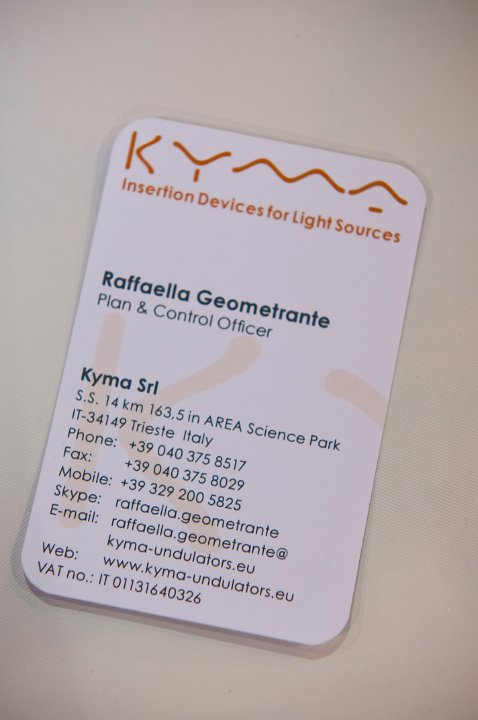 KYMA
Insertion Devices for Light Sources
Raffaella Geometrante
Plan & Control Officer
Kyma Srl
S.S. 14 km 163,5 in AREA Science Park
IT-34149 Trieste Italy
Phone: +39 040 375 8517
Fax: +39 040 375 8029
Mobile: +39 329 200 5825
Skype: raffaella.geometrante
E-mail: raffaella.geometrante@
kyma-undulators.eu
Web: www.kyma-undulators.eu
VAT no.: IT 01131640326